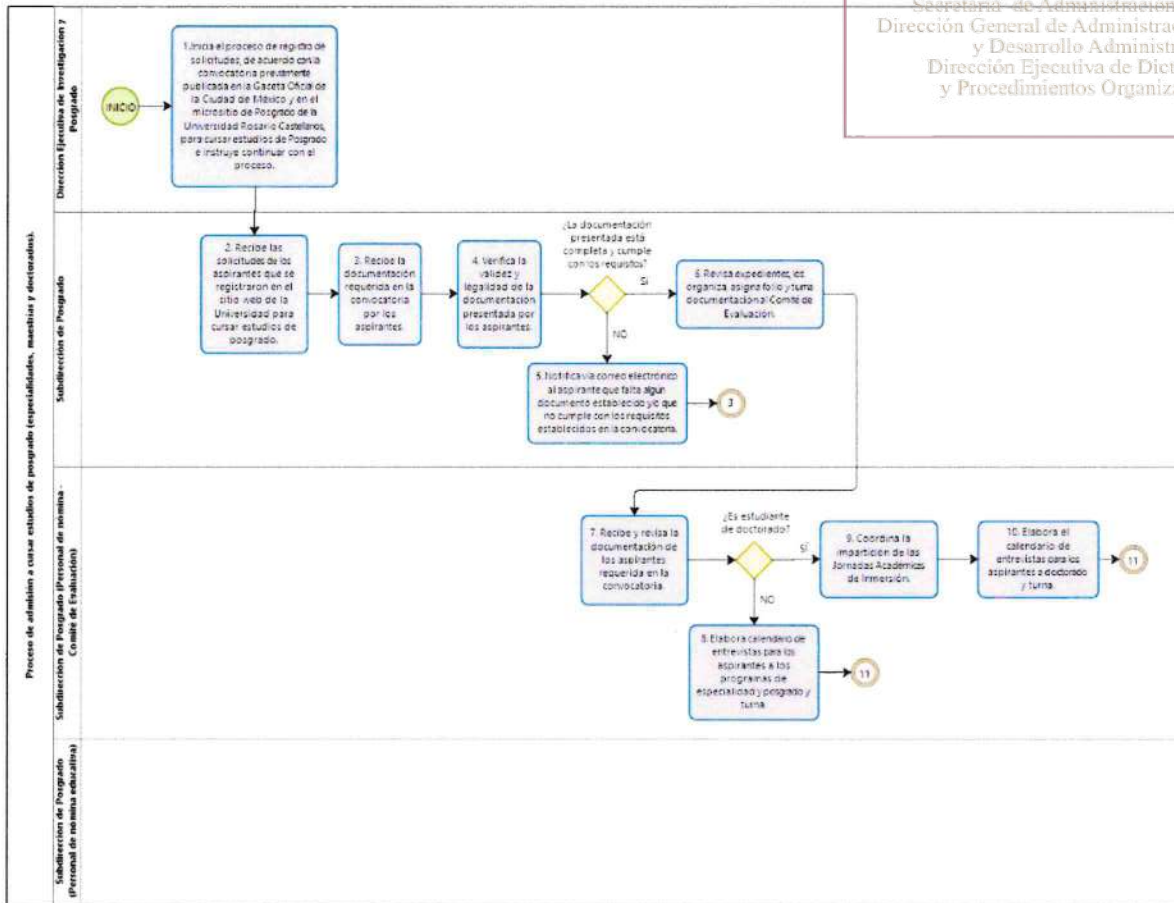 Secretaría de Administración
Dirección General de Administrac
y Desarrollo Administ
Dirección Ejecutiva de Dict
y Procedimientos Organiza
Proceso de admisión a cursar estudios de posgrado (especialidades, maestrías y doctorados).
Dirección Ejecutiva de Investigación y
Posgrado
INICIO
1. Inicia el proceso de registro de
solicitudes, de acuerdo con la
convocatoria previamente
publicada en la Gaceta Oficial de
la Ciudad de México y en el
micrositio de Posgrado de la
Universidad Rosario Castellanos,
para cursar estudios de Posgrado
e instruye continuar con el
proceso.
Subdirección de Posgrado
2. Recibe las
solicitudes de los
aspirantes que se
registraron en el
sitio web de la
Universidad para
cursar estudios de
posgrado.
3. Recibe la
documentación
requerida en la
convocatoria
por los
aspirantes.
4. Verifica la
validez y
legalidad de la
documentación
presentada por
los aspirantes.
¿La documentación
presentada está
completa y cumple
con los requisitos?
SI
NO
6. Revisa expedientes, los
organiza, asigna folio y turna
documentación al Comité de
Evaluación.
5. Notifica vía correo electrónico
al aspirante que falta algún
documento establecido y/o que
no cumple con los requisitos
establecidos en la convocatoria.
3
Subdirección de Posgrado (Personal de nómina -
Comité de Evaluación)
7. Recibe y revisa la
documentación de
los aspirantes
requerida en la
convocatoria.
¿Es estudiante
de doctorado?
SÍ
NO
9. Coordina la
impartición de las
Jornadas Académicas
de Inmersión.
10. Elabora el
calendario de
entrevistas para los
aspirantes a doctorado
y turna.
11
8. Elabora calendario de
entrevistas para los
aspirantes a los
programas de
especialidad y posgrado y
turna.
11
Subdirección de Posgrado
(Personal de nómina educativa)